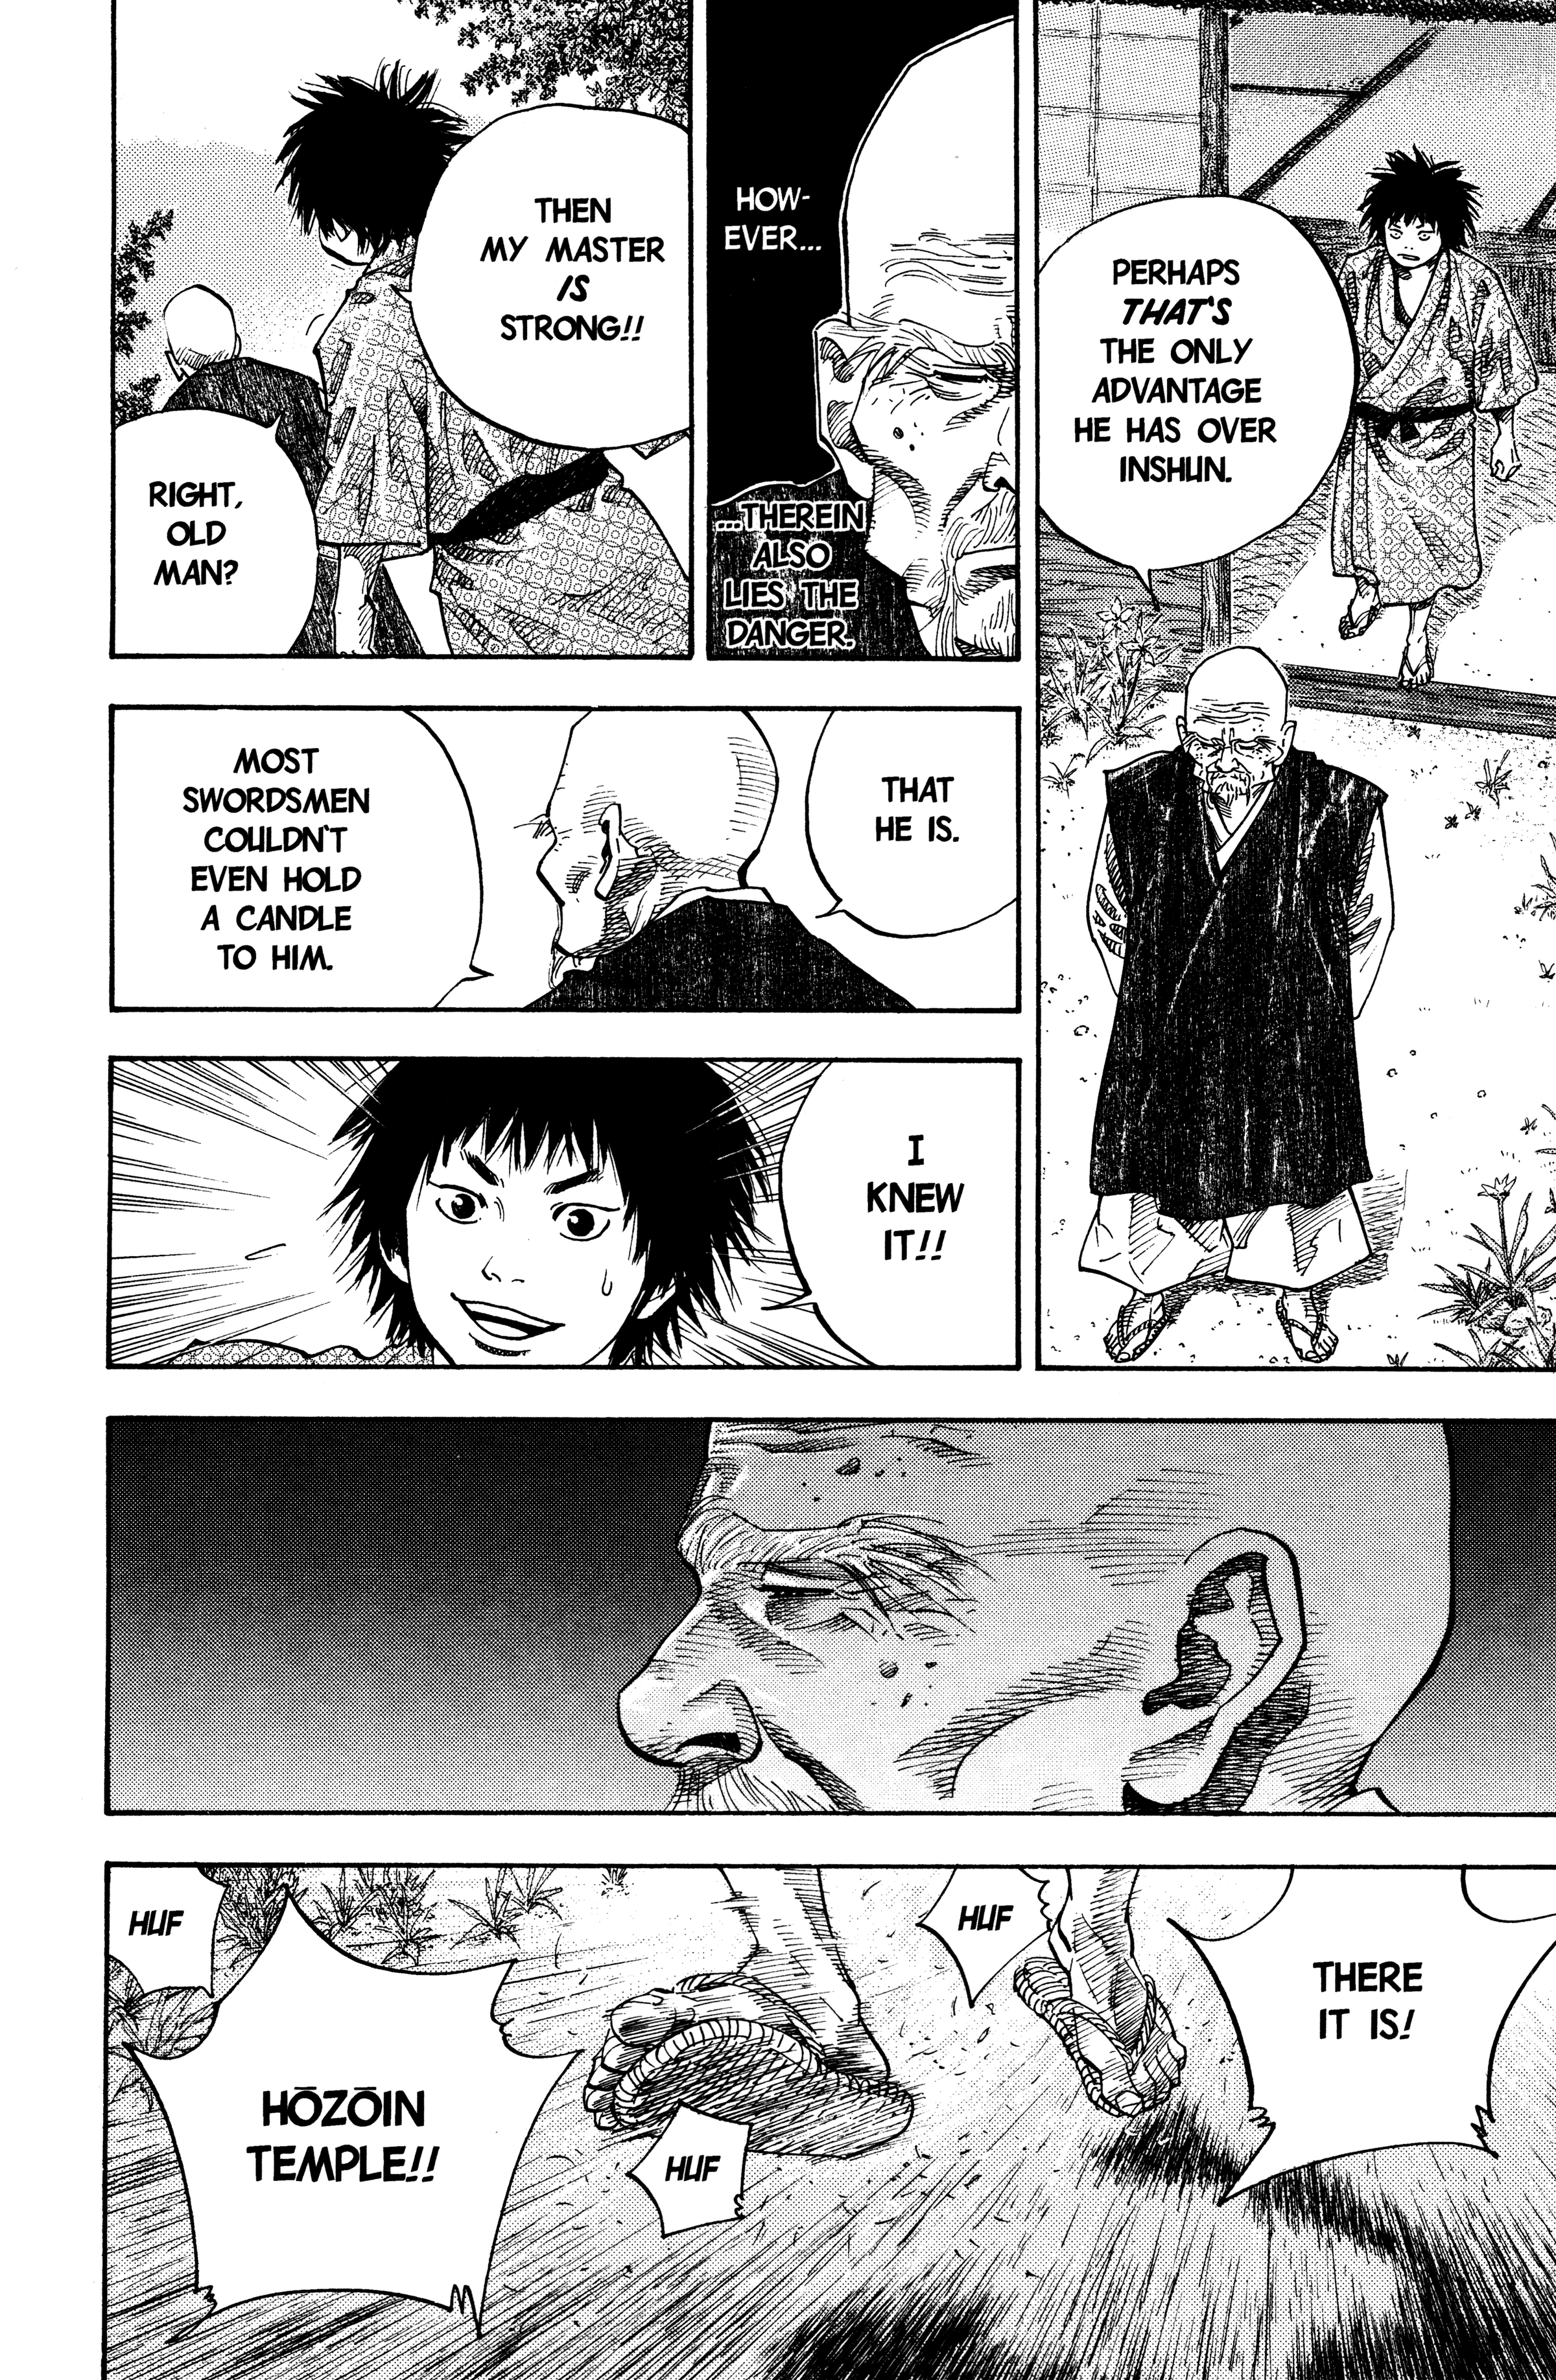 PERHAPS
THAT'S
THE ONLY
ADVANTAGE
HE HAS OVER
INSHUN.
HOW-
EVER...
...THEREIN
ALSO
LIES THE
DANGER.
THEN
MY MASTER
IS
STRONG!!
RIGHT,
OLD
MAN?
THAT
HE IS.
MOST
SWORDSMEN
COULDN'T
EVEN HOLD
A CANDLE
TO HIM.
I
KNEW
IT!!
THERE
IT IS!
HUF
HUF
HŌZŌIN
TEMPLE!!
HUF